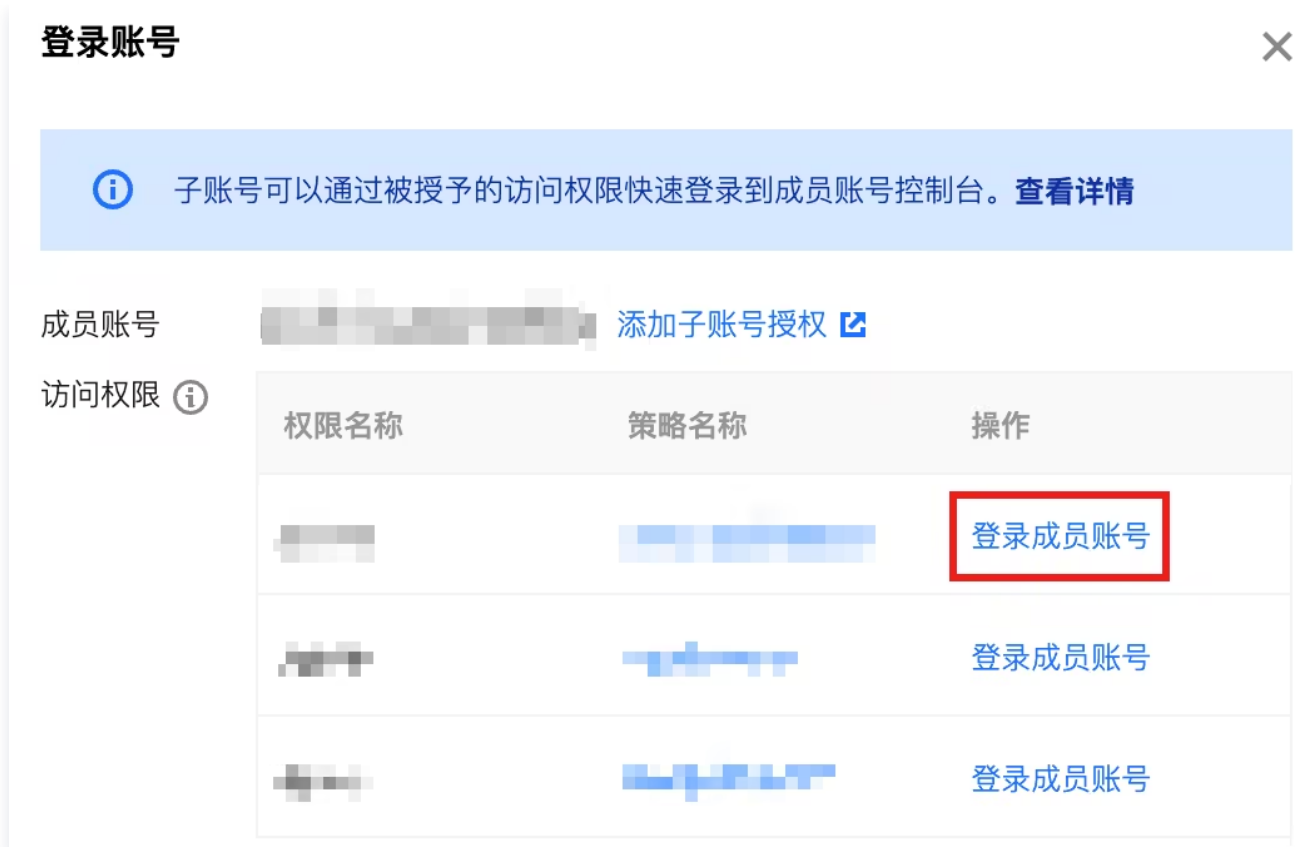 登录账号
子账号可以通过被授予的访问权限快速登录到成员账号控制台。查看详情
成员账号 添加子账号授权
访问权限
权限名称 策略名称 操作
登录成员账号
登录成员账号
登录成员账号